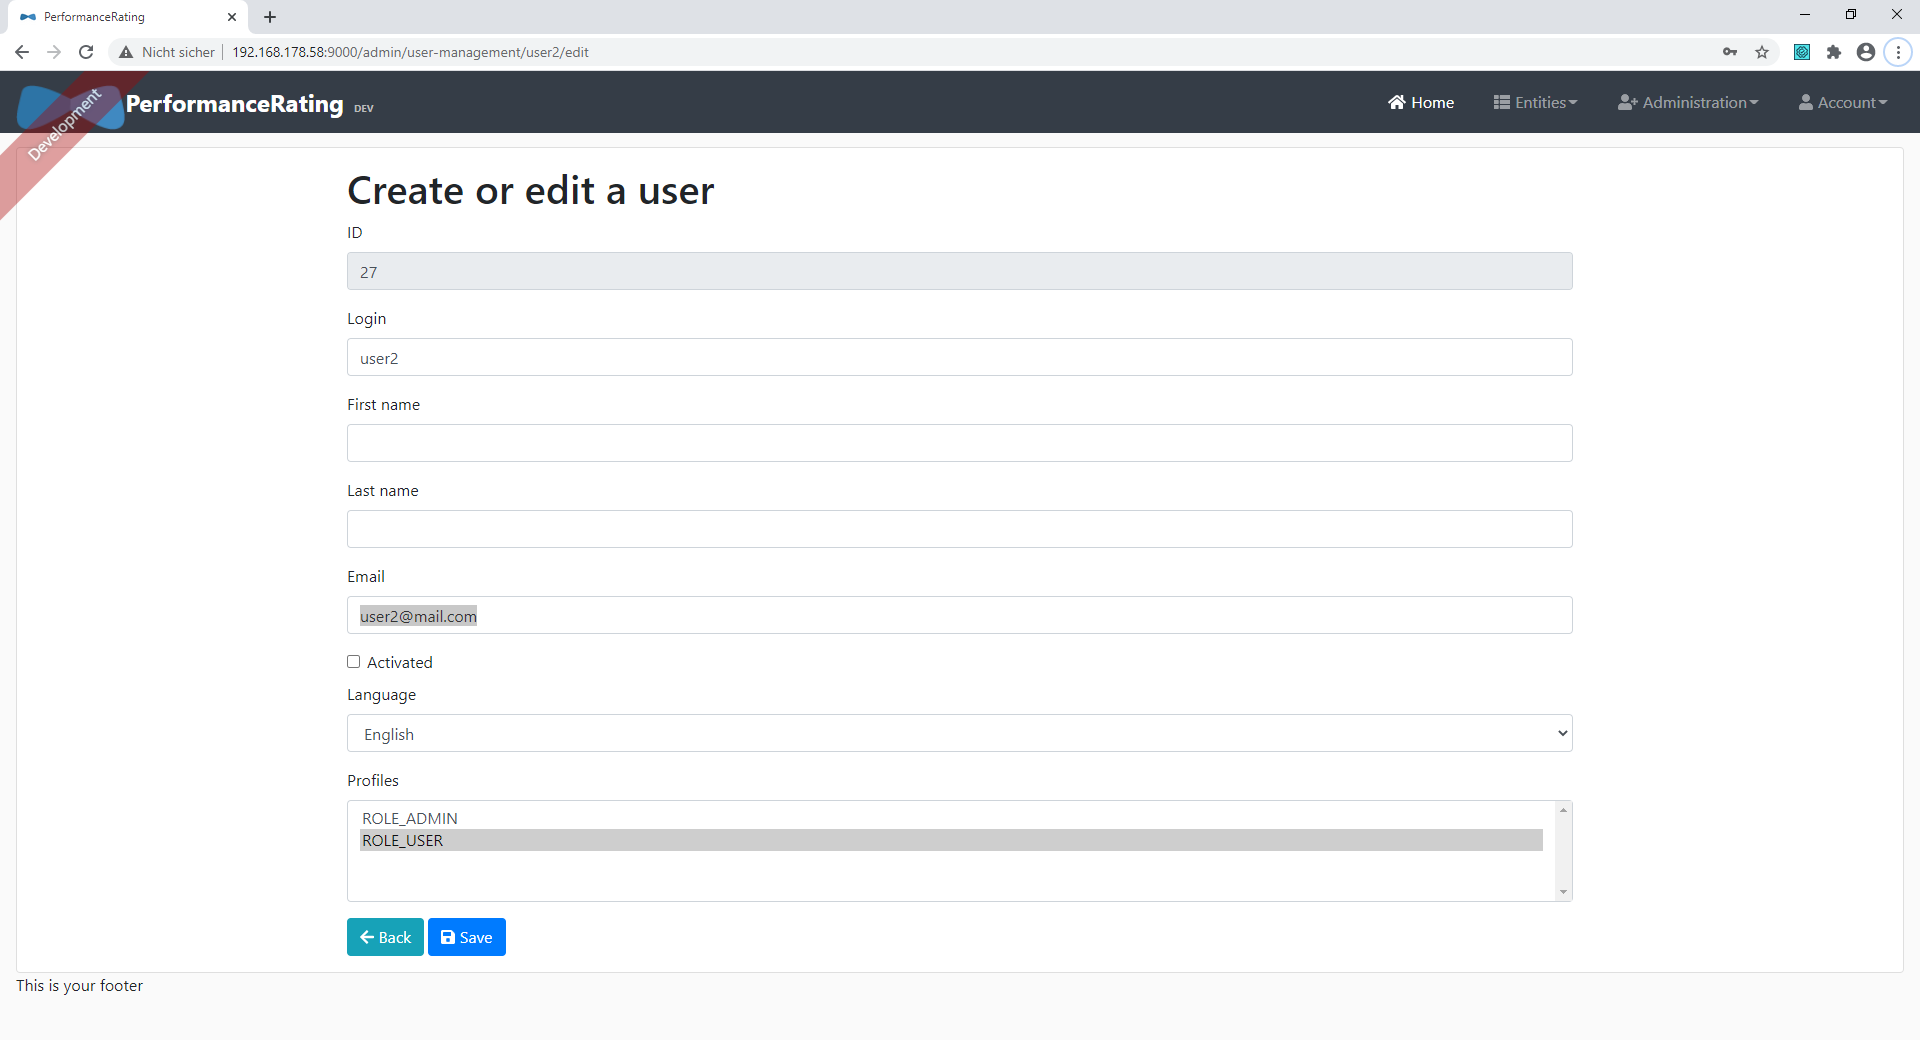 PerformanceRating
Nicht sicher
192.168.178.58:9000/admin/user-management/user2/edit
Development
PerformanceRating DEV
Home Entities Administration Account
Create or edit a user
ID
27
Login
user2
First name
Last name
Email
user2@mail.com
Activated
Language
English
Profiles
ROLE_ADMIN
ROLE_USER
Back Save
This is your footer